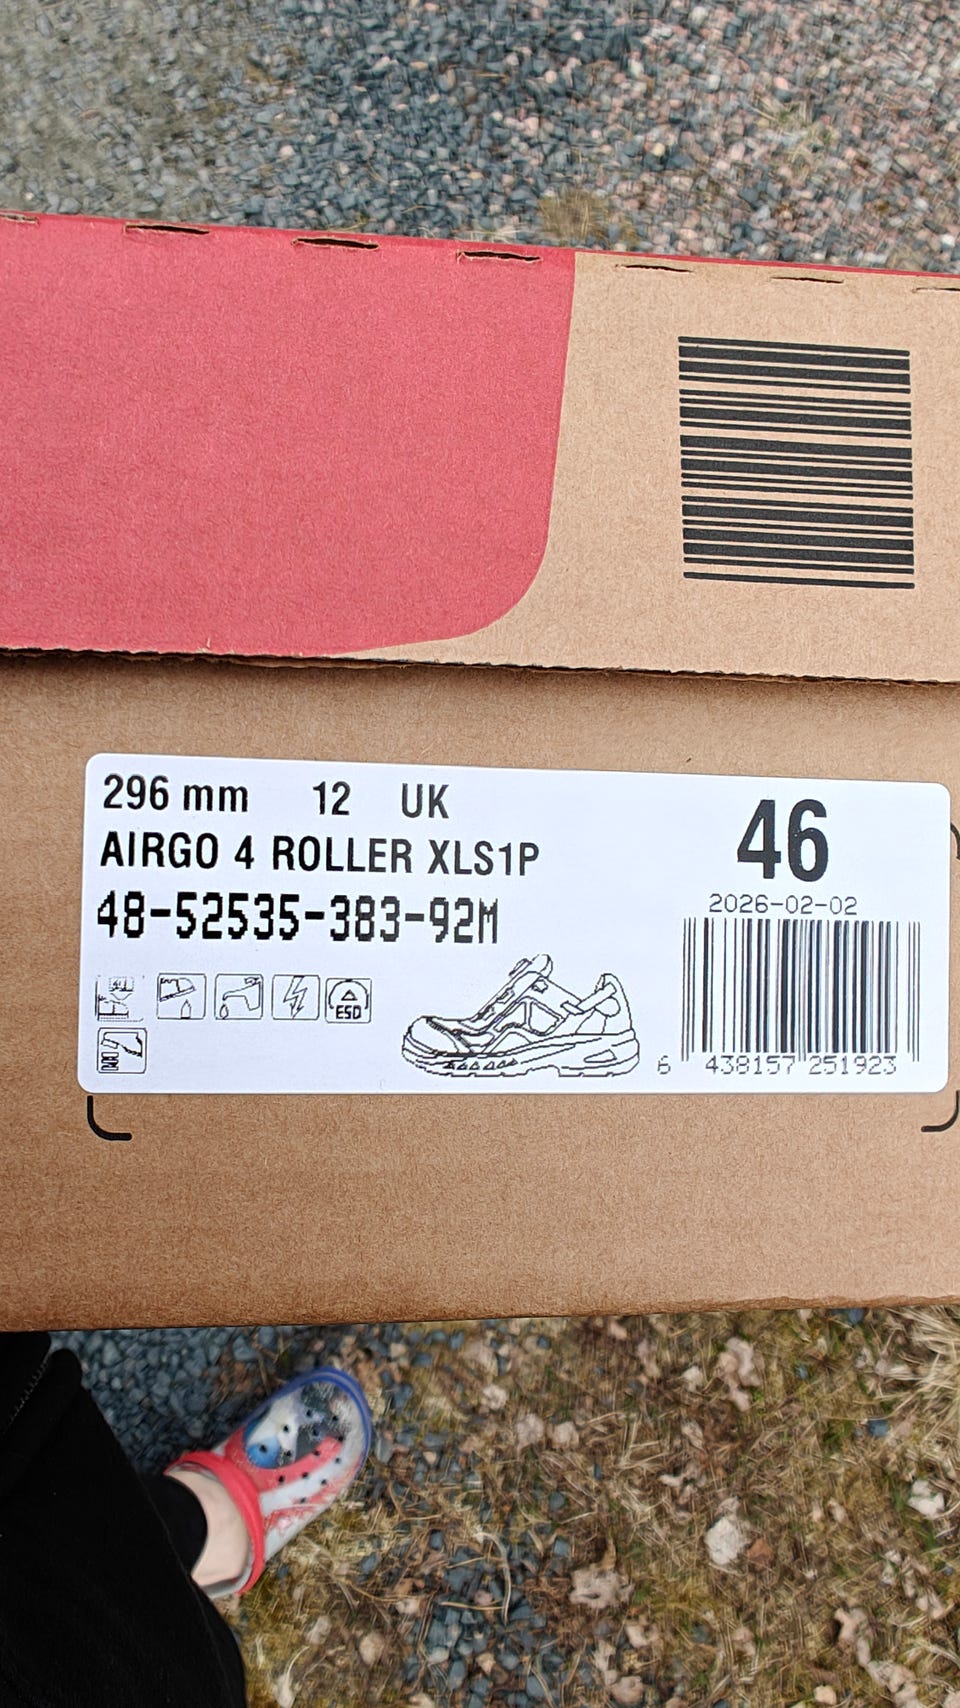 296 mm 12 UK
46
AIRGO 4 ROLLER XLS1P
2026-02-02
48-52535-383-92M
ESD
6 438157 251923